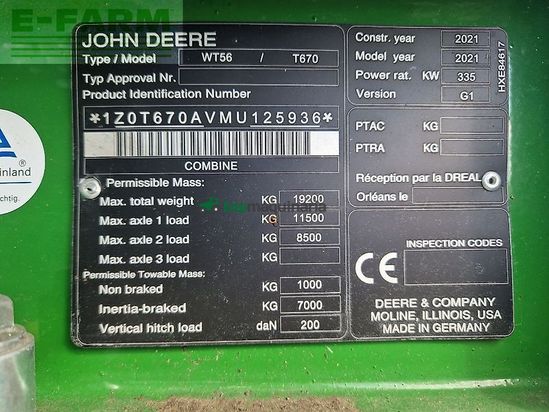 E-FARM
JOHN DEERE
Type / Model WT56 / T670
Typ Approval Nr.
Product Identification Number
*1Z0T670AVMU125936*
COMBINE
Permissible Mass:
Max. total weight KG 19200
Max. axle 1 load KG 11500
Max. axle 2 load KG 8500
Max. axle 3 load KG
Permissible Towable Mass:
Non braked KG 1000
Inertia-braked KG 7000
Vertical hitch load daN 200
Constr. year 2021
Model year 2021
Power rat. KW 335
Version G1
HXE84617
PTAC KG
PTRA KG
Réception par la DREAL
Orléans le
INSPECTION CODES
CE
DEERE & COMPANY
MOLINE, ILLINOIS, USA
MADE IN GERMANY
inland